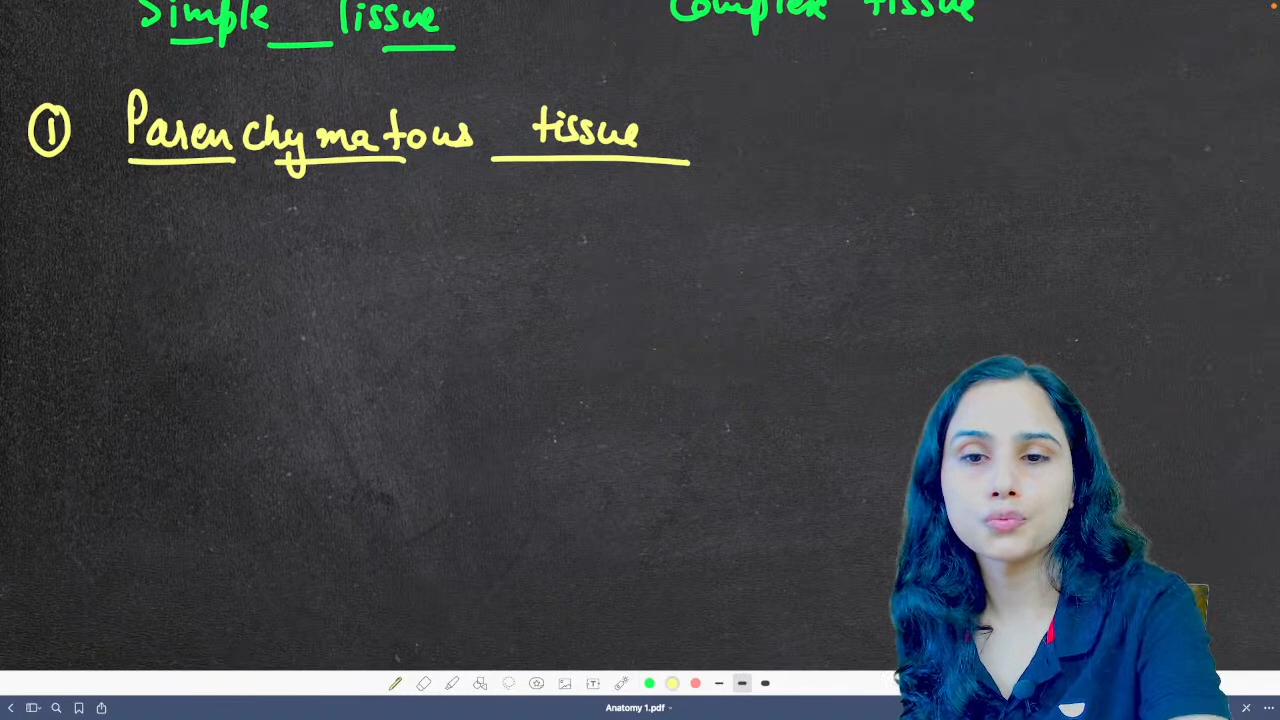 Simple Tissue Complex tissue
1 Parenchymatous tissue
Anatomy 1.pdf